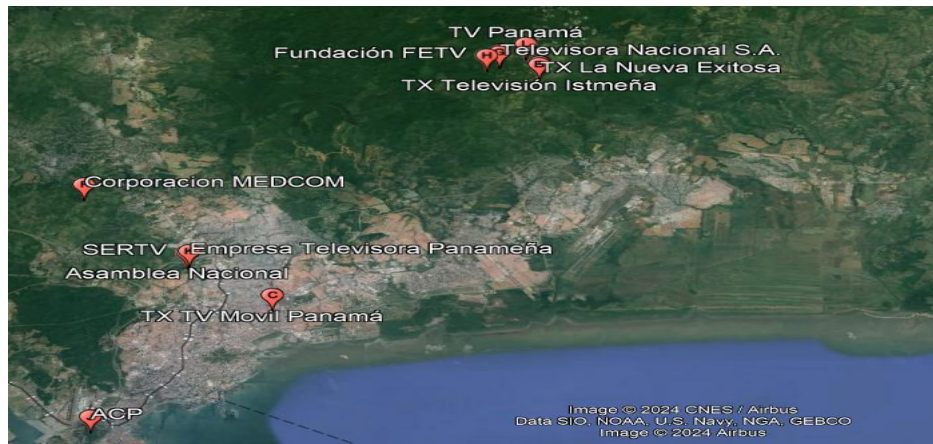 TV Panamá
Fundación FETV
Televisora Nacional S.A.
TX La Nueva Exitosa
TX Televisión Istmeña
Corporacion MEDCOM
SERTV
Empresa Televisora Panameña
Asamblea Nacional
C
TX TV Movil Panamá
ACP
Image © 2024 CNES / Airbus
Data SIO, NOAA, U.S. Navy, NGA, GEBCO
Image © 2024 Airbus